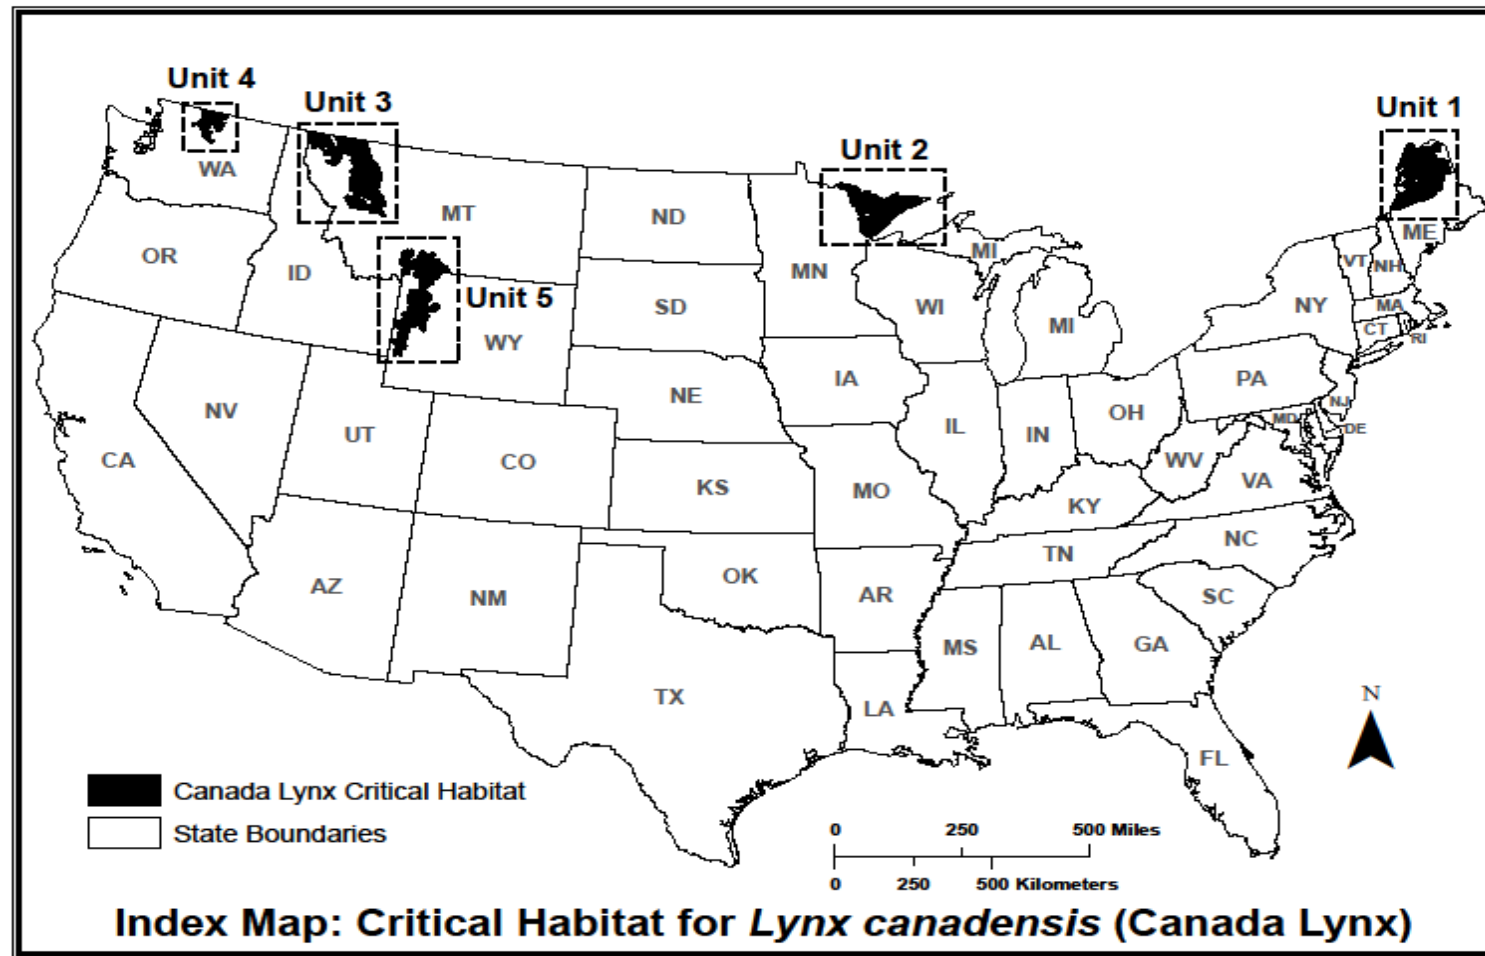 Unit 4
Unit 3
Unit 1
Unit 2
WA
MT
ND
ME
OR
ID
MN
MI
VT
NH
Unit 5
SD
WI
NY
MA
WY
MI
CT
RI
NE
IA
PA
NV
UT
IL
IN
OH
NJ
MD
DE
CA
CO
KS
MO
WV
VA
KY
TN
NC
AZ
NM
OK
AR
SC
MS
AL
GA
TX
LA
N
FL
Canada Lynx Critical Habitat
State Boundaries
0 250 500 Miles
0 250 500 Kilometers
Index Map: Critical Habitat for Lynx canadensis (Canada Lynx)